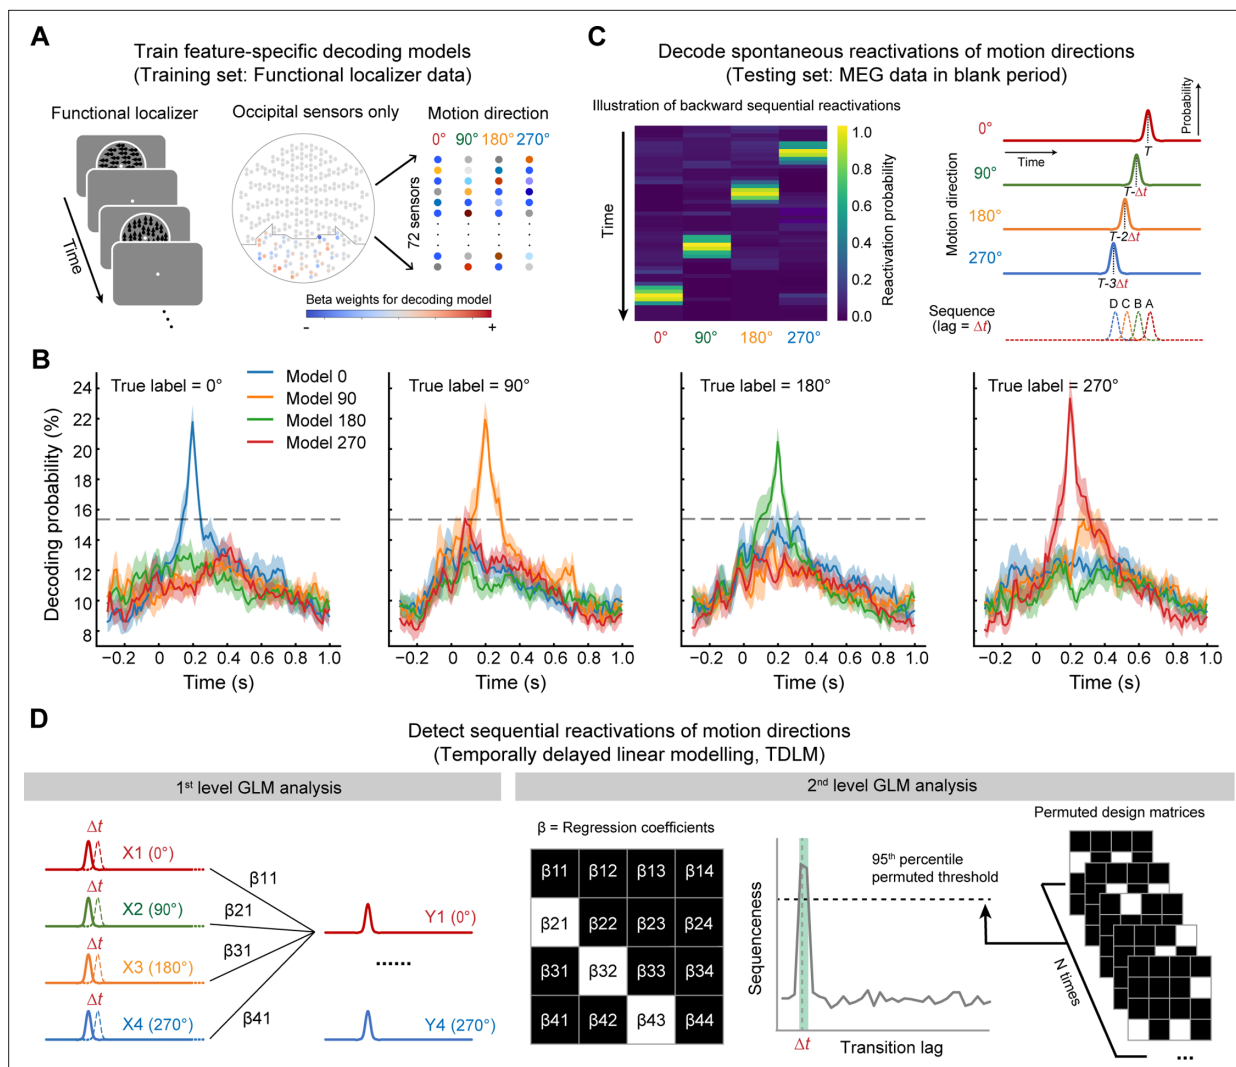 A
Train feature-specific decoding models
(Training set: Functional localizer data)
Functional localizer
Occipital sensors only
Motion direction
0° 90° 180° 270°
72 sensors
Time
Beta weights for decoding model
− +
C
Decode spontaneous reactivations of motion directions
(Testing set: MEG data in blank period)
Illustration of backward sequential reactivations
Time
0° 90° 180° 270°
1.0
0.8
0.6
0.4
0.2
0.0
Reactivation probability
Probability
Time
Motion direction
0°
T
90°
T-Δt
180°
T-2Δt
270°
T-3Δt
Sequence
(lag = Δt)
D C B A
B
Decoding probability (%)
24
22
20
18
16
14
12
10
8
True label = 0°
Model 0
Model 90
Model 180
Model 270
−0.2 0 0.2 0.4 0.6 0.8 1.0
Time (s)
True label = 90°
−0.2 0 0.2 0.4 0.6 0.8 1.0
Time (s)
True label = 180°
−0.2 0 0.2 0.4 0.6 0.8 1.0
Time (s)
True label = 270°
−0.2 0 0.2 0.4 0.6 0.8 1.0
Time (s)
D
Detect sequential reactivations of motion directions
(Temporally delayed linear modelling, TDLM)
1st level GLM analysis
Δt
X1 (0°)
Δt
X2 (90°)
Δt
X3 (180°)
Δt
X4 (270°)
β11
β21
β31
β41
Y1 (0°)
......
Y4 (270°)
2nd level GLM analysis
β = Regression coefficients
β11 β12 β13 β14
β21 β22 β23 β24
β31 β32 β33 β34
β41 β42 β43 β44
Sequenceness
95th percentile
permuted threshold
Δt
Transition lag
Permuted design matrices
N times
...